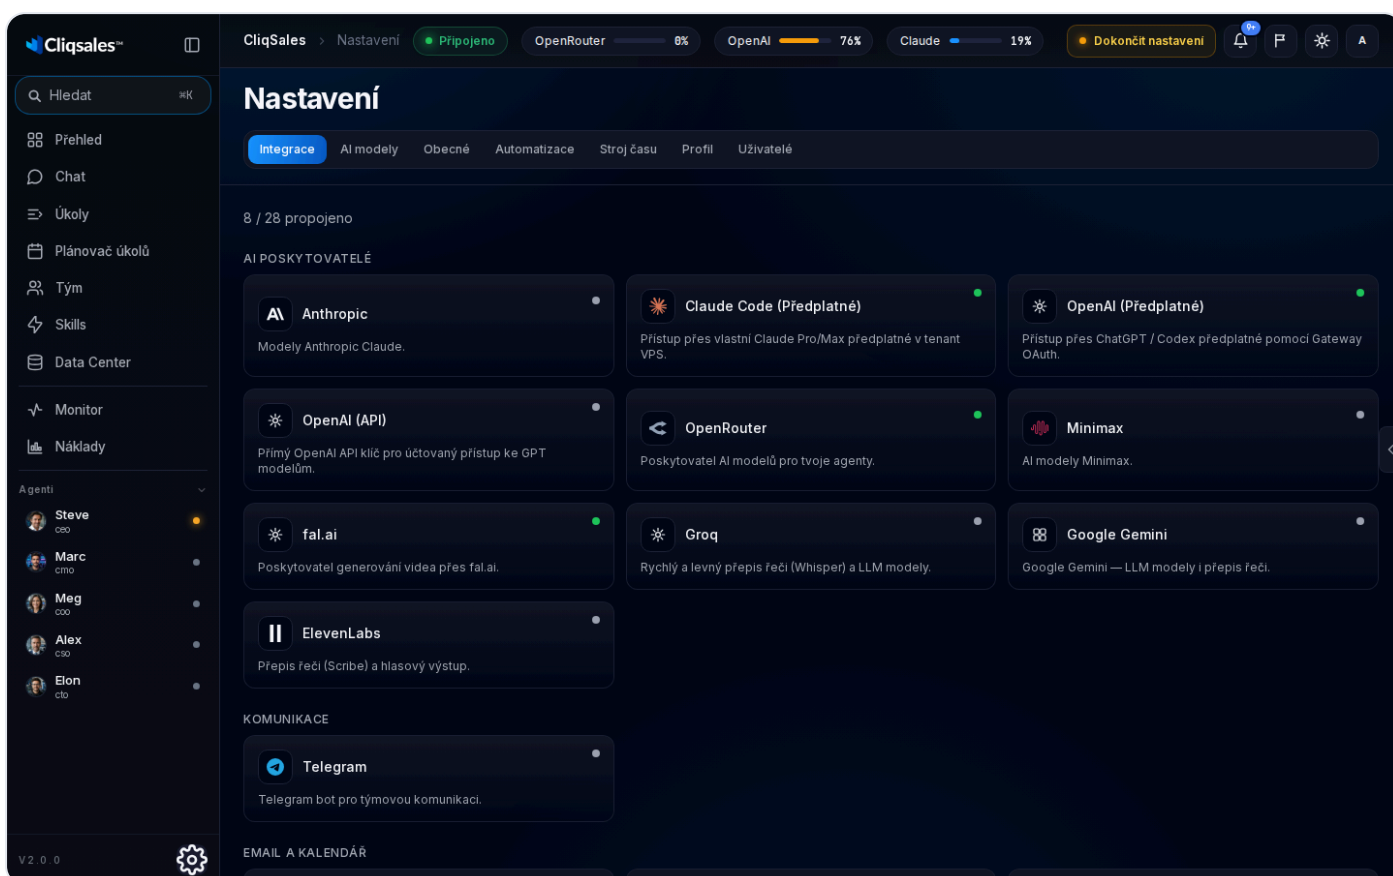 Cliqsales™
CliqSales › Nastavení
Připojeno
OpenRouter 0%
OpenAI 76%
Claude 19%
Dokončit nastavení
9+
A
Hledat ⌘K
Přehled
Chat
Úkoly
Plánovač úkolů
Tým
Skills
Data Center
Monitor
Náklady
Agenti
Steve
ceo
Marc
cmo
Meg
coo
Alex
cso
Elon
cto
V2.0.0
Nastavení
Integrace AI modely Obecné Automatizace Stroj času Profil Uživatelé
8 / 28 propojeno
AI POSKYTOVATELÉ
Anthropic
Modely Anthropic Claude.
Claude Code (Předplatné)
Přístup přes vlastní Claude Pro/Max předplatné v tenant
VPS.
OpenAI (Předplatné)
Přístup přes ChatGPT / Codex předplatné pomocí Gateway
OAuth.
OpenAI (API)
Přímý OpenAI API klíč pro účtovaný přístup ke GPT
modelům.
OpenRouter
Poskytovatel AI modelů pro tvoje agenty.
Minimax
AI modely Minimax.
fal.ai
Poskytovatel generování videa přes fal.ai.
Groq
Rychlý a levný přepis řeči (Whisper) a LLM modely.
Google Gemini
Google Gemini — LLM modely i přepis řeči.
ElevenLabs
Přepis řeči (Scribe) a hlasový výstup.
KOMUNIKACE
Telegram
Telegram bot pro týmovou komunikaci.
EMAIL A KALENDÁŘ